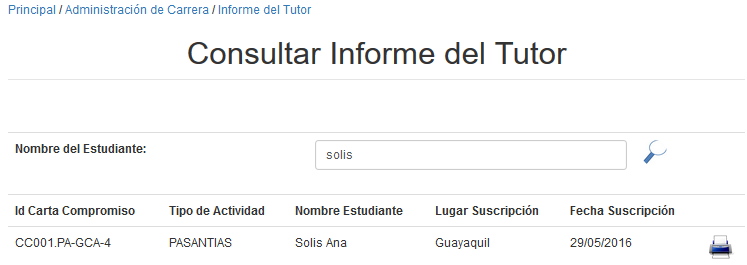 Principal / Administración de Carrera / Informe del Tutor
Consultar Informe del Tutor
Nombre del Estudiante: solis
Id Carta Compromiso Tipo de Actividad Nombre Estudiante Lugar Suscripción Fecha Suscripción
CC001.PA-GCA-4 PASANTIAS Solis Ana Guayaquil 29/05/2016